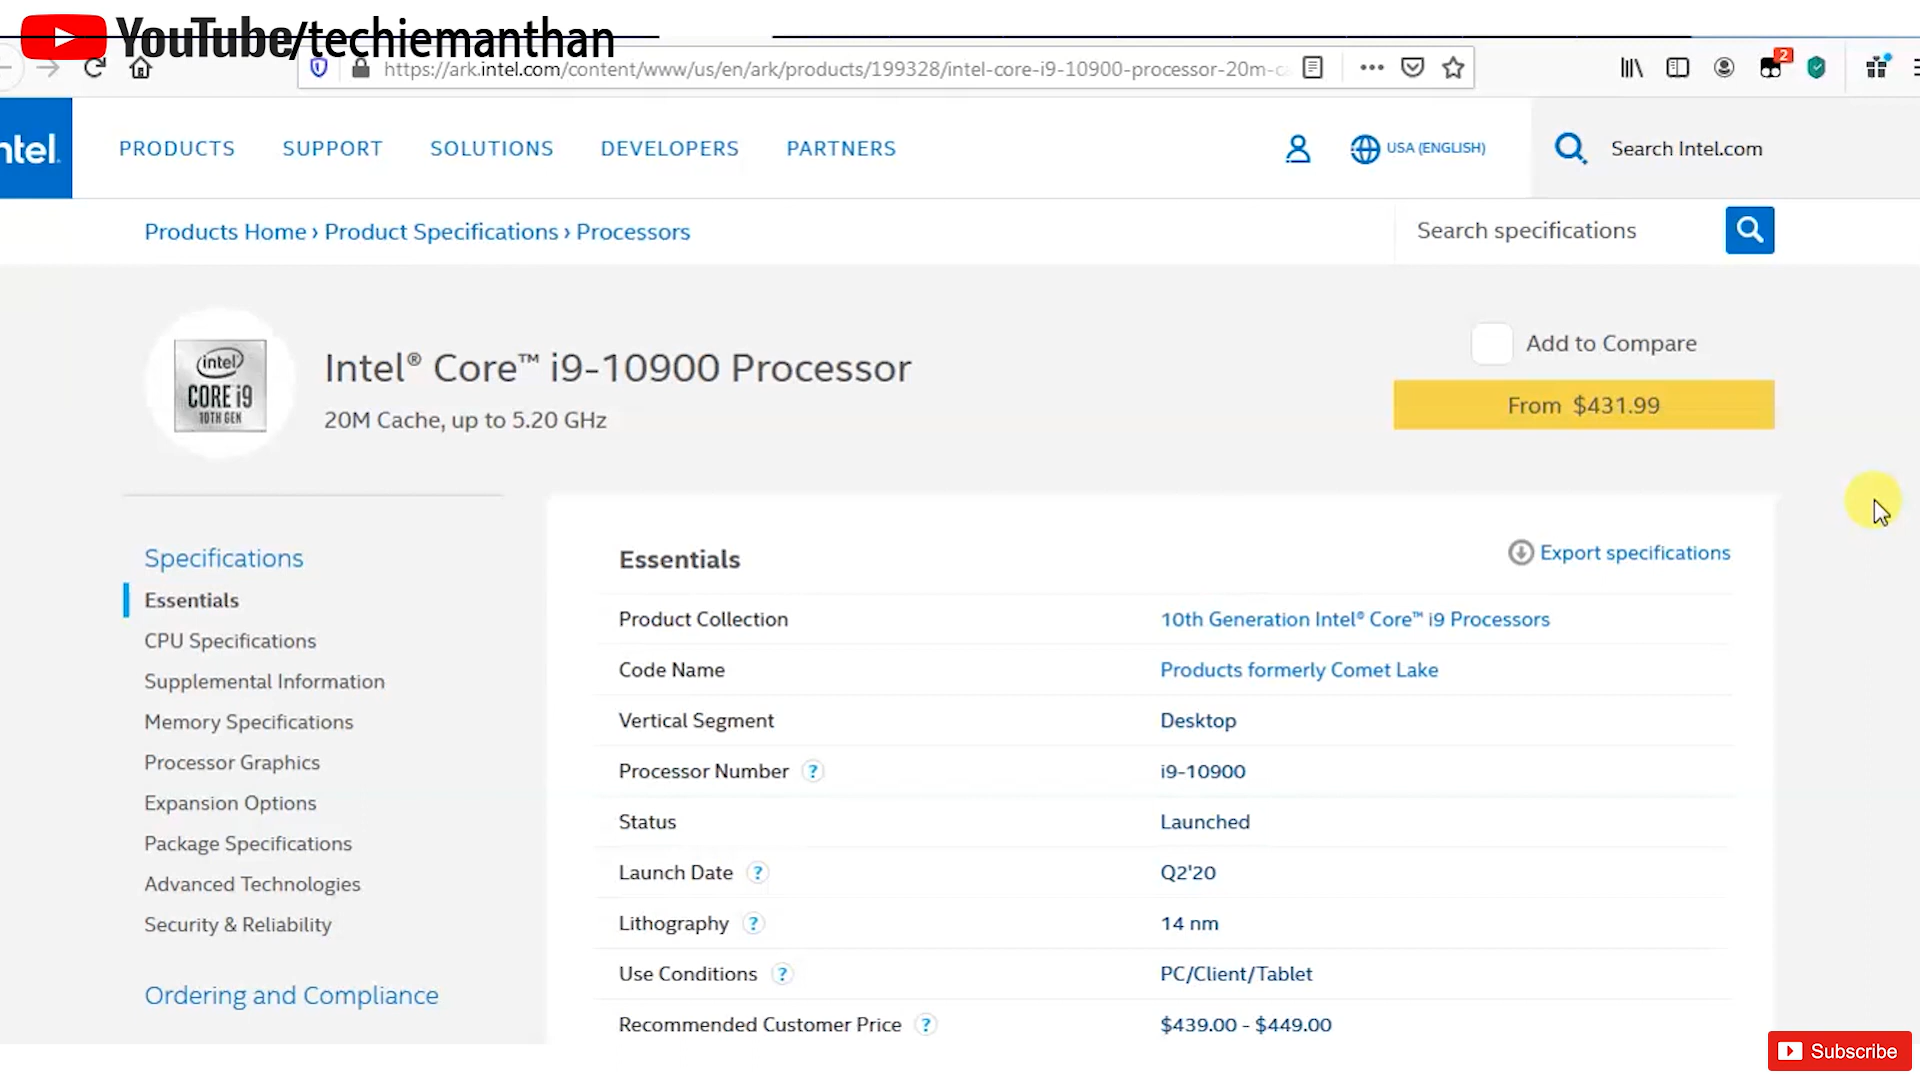 YouTube/techiemanthan
https://ark.intel.com/content/www/us/en/ark/products/199328/intel-core-i9-10900-processor-20m-c
2
ntel.
PRODUCTS SUPPORT SOLUTIONS DEVELOPERS PARTNERS
USA (ENGLISH)
Search Intel.com
Products Home › Product Specifications › Processors
Search specifications
intel
CORE i9
10TH GEN
Intel® Core™ i9-10900 Processor
20M Cache, up to 5.20 GHz
Add to Compare
From $431.99
Specifications
Essentials
CPU Specifications
Supplemental Information
Memory Specifications
Processor Graphics
Expansion Options
Package Specifications
Advanced Technologies
Security & Reliability
Ordering and Compliance
Essentials
Export specifications
Product Collection 10th Generation Intel® Core™ i9 Processors
Code Name Products formerly Comet Lake
Vertical Segment Desktop
Processor Number ? i9-10900
Status Launched
Launch Date ? Q2'20
Lithography ? 14 nm
Use Conditions ? PC/Client/Tablet
Recommended Customer Price ? $439.00 - $449.00
Subscribe